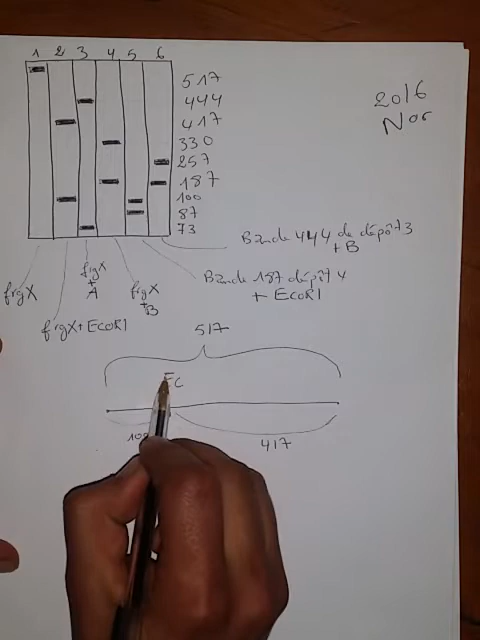 1 2 3 4 5 6
517
444
417
330
257
187
100
87
73
2016
Nor
Bande 444 de dépôt 3
+ B
Bande 187 dépôt 4
+ EcoRI
frgX
frgX + EcoRI
frgX
+
A
frgX
+
B
517
Ec
417